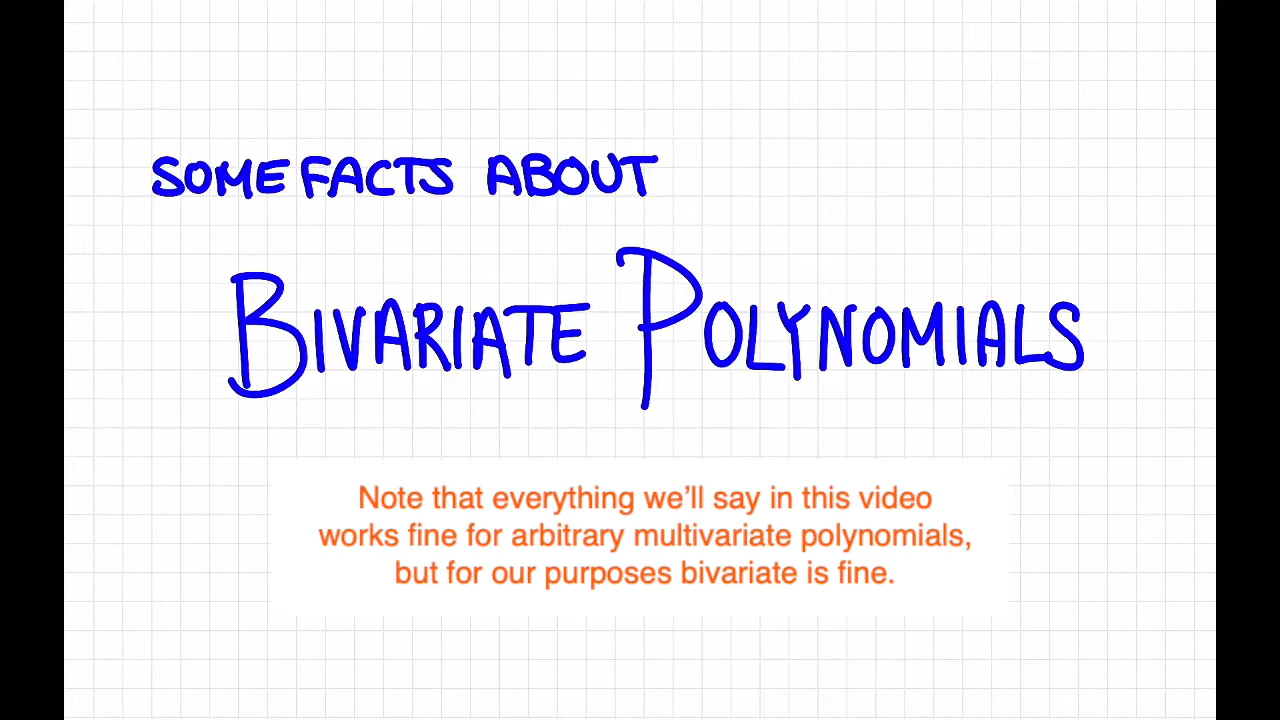 SOME FACTS ABOUT
BIVARIATE POLYNOMIALS
Note that everything we'll say in this video
works fine for arbitrary multivariate polynomials,
but for our purposes bivariate is fine.